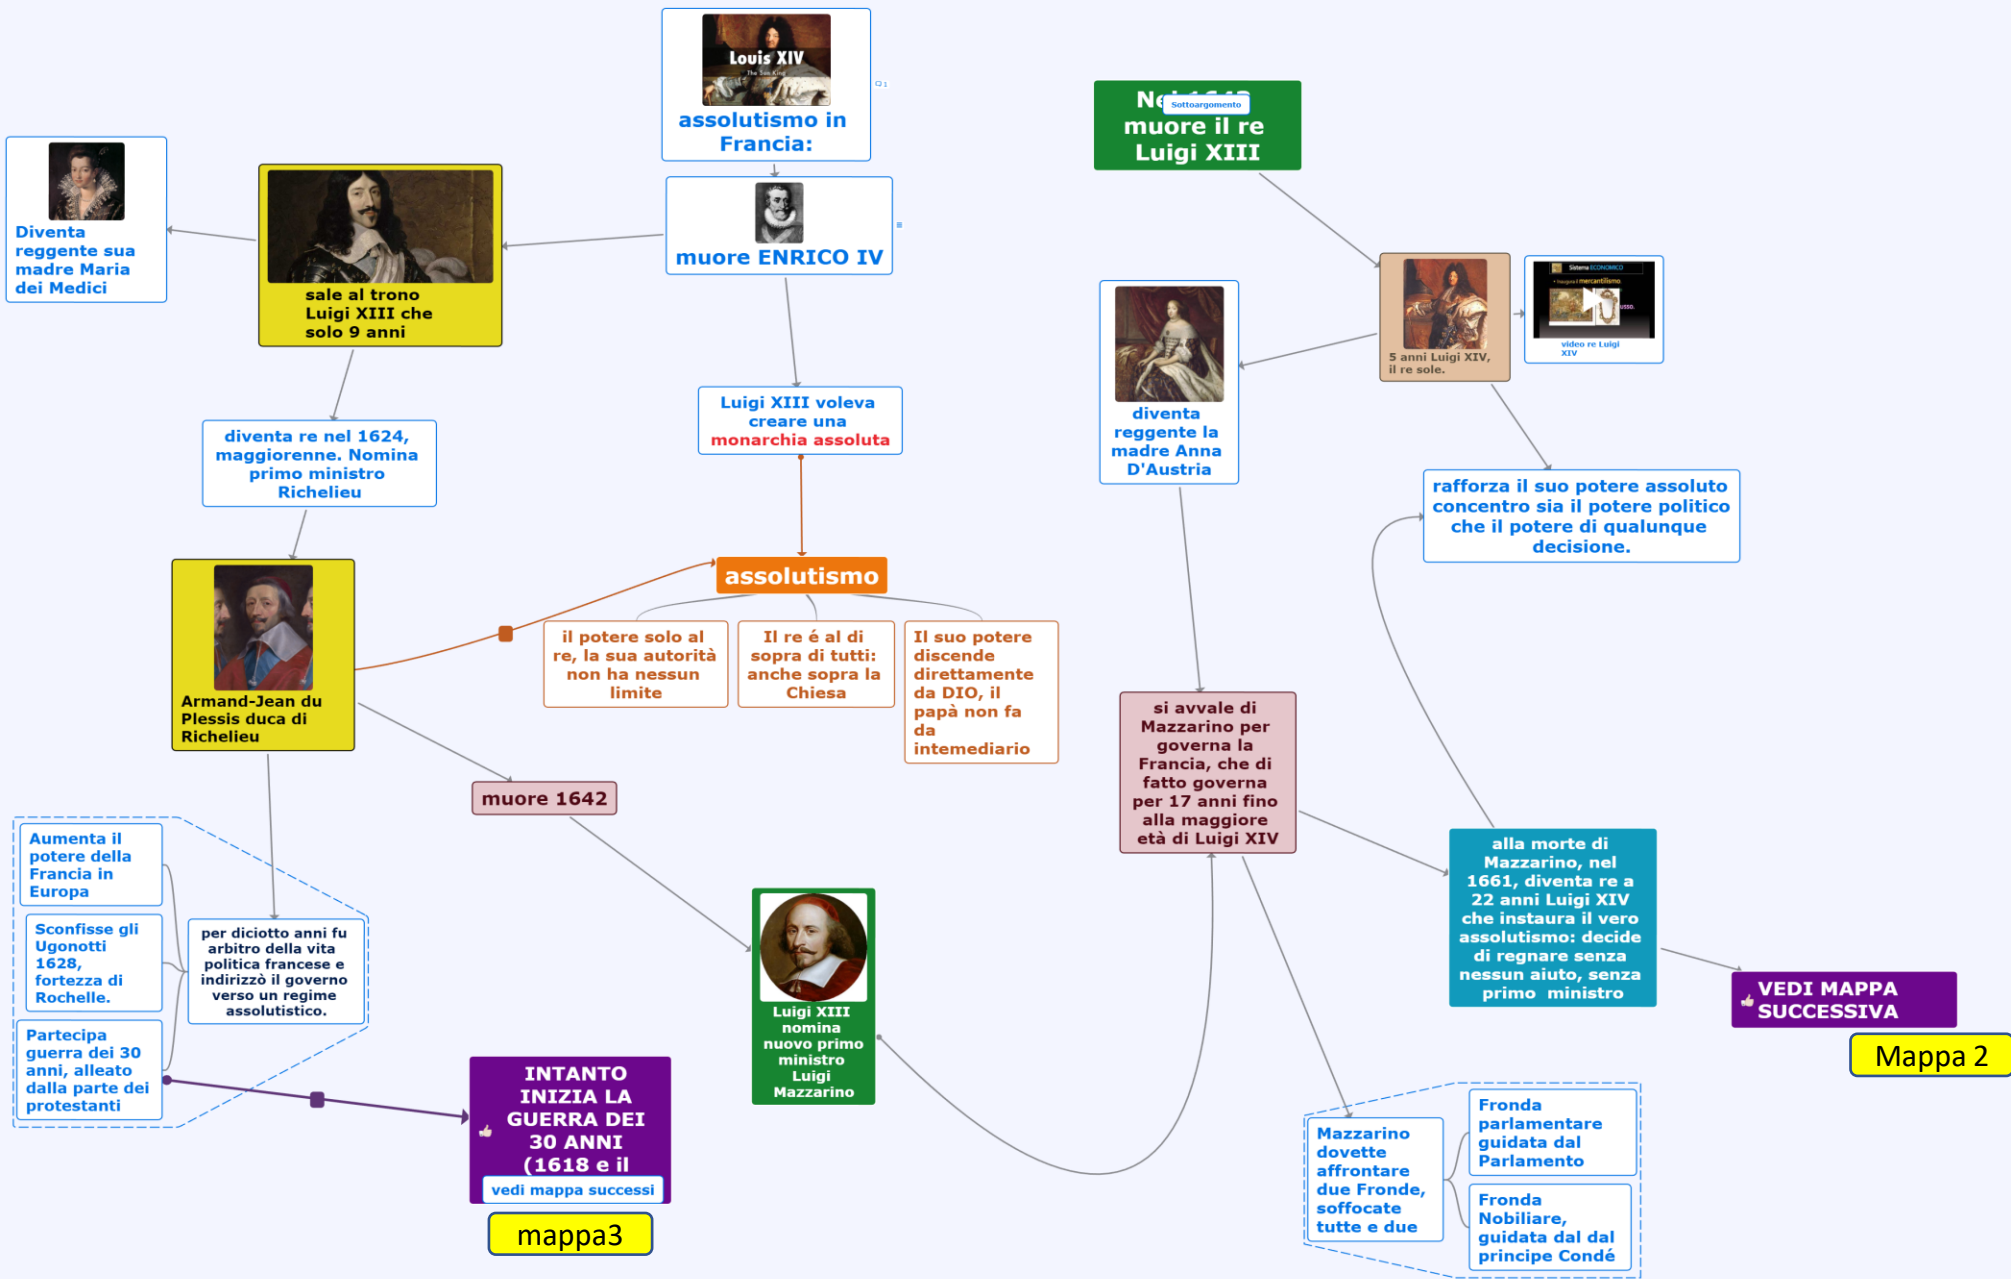 Louis XIV
The Sun King
assolutismo in
Francia:
1
muore ENRICO IV
sale al trono
Luigi XIII che
solo 9 anni
Diventa
reggente sua
madre Maria
dei Medici
diventa re nel 1624,
maggiorenne. Nomina
primo ministro
Richelieu
Luigi XIII voleva
creare una
monarchia assoluta
assolutismo
il potere solo al
re, la sua autorità
non ha nessun
limite
Il re é al di
sopra di tutti:
anche sopra la
Chiesa
Il suo potere
discende
direttamente
da DIO, il
papà non fa
da
intemediario
Armand-Jean du
Plessis duca di
Richelieu
muore 1642
per diciotto anni fu
arbitro della vita
politica francese e
indirizzò il governo
verso un regime
assolutistico.
Aumenta il
potere della
Francia in
Europa
Sconfisse gli
Ugonotti
1628,
fortezza di
Rochelle.
Partecipa
guerra dei 30
anni, alleato
dalla parte dei
protestanti
INTANTO
INIZIA LA
GUERRA DEI
30 ANNI
(1618 e il
vedi mappa successi
mappa3
Luigi XIII
nomina
nuovo primo
ministro
Luigi
Mazzarino
Sottoargomento
muore il re
Luigi XIII
5 anni Luigi XIV,
il re sole.
Sistema ECONOMICO
mercantilismo
video re Luigi
XIV
diventa
reggente la
madre Anna
D'Austria
rafforza il suo potere assoluto
concentro sia il potere politico
che il potere di qualunque
decisione.
si avvale di
Mazzarino per
governa la
Francia, che di
fatto governa
per 17 anni fino
alla maggiore
età di Luigi XIV
alla morte di
Mazzarino, nel
1661, diventa re a
22 anni Luigi XIV
che instaura il vero
assolutismo: decide
di regnare senza
nessun aiuto, senza
primo ministro
VEDI MAPPA
SUCCESSIVA
Mappa 2
Mazzarino
dovette
affrontare
due Fronde,
soffocate
tutte e due
Fronda
parlamentare
guidata dal
Parlamento
Fronda
Nobiliare,
guidata dal dal
principe Condé